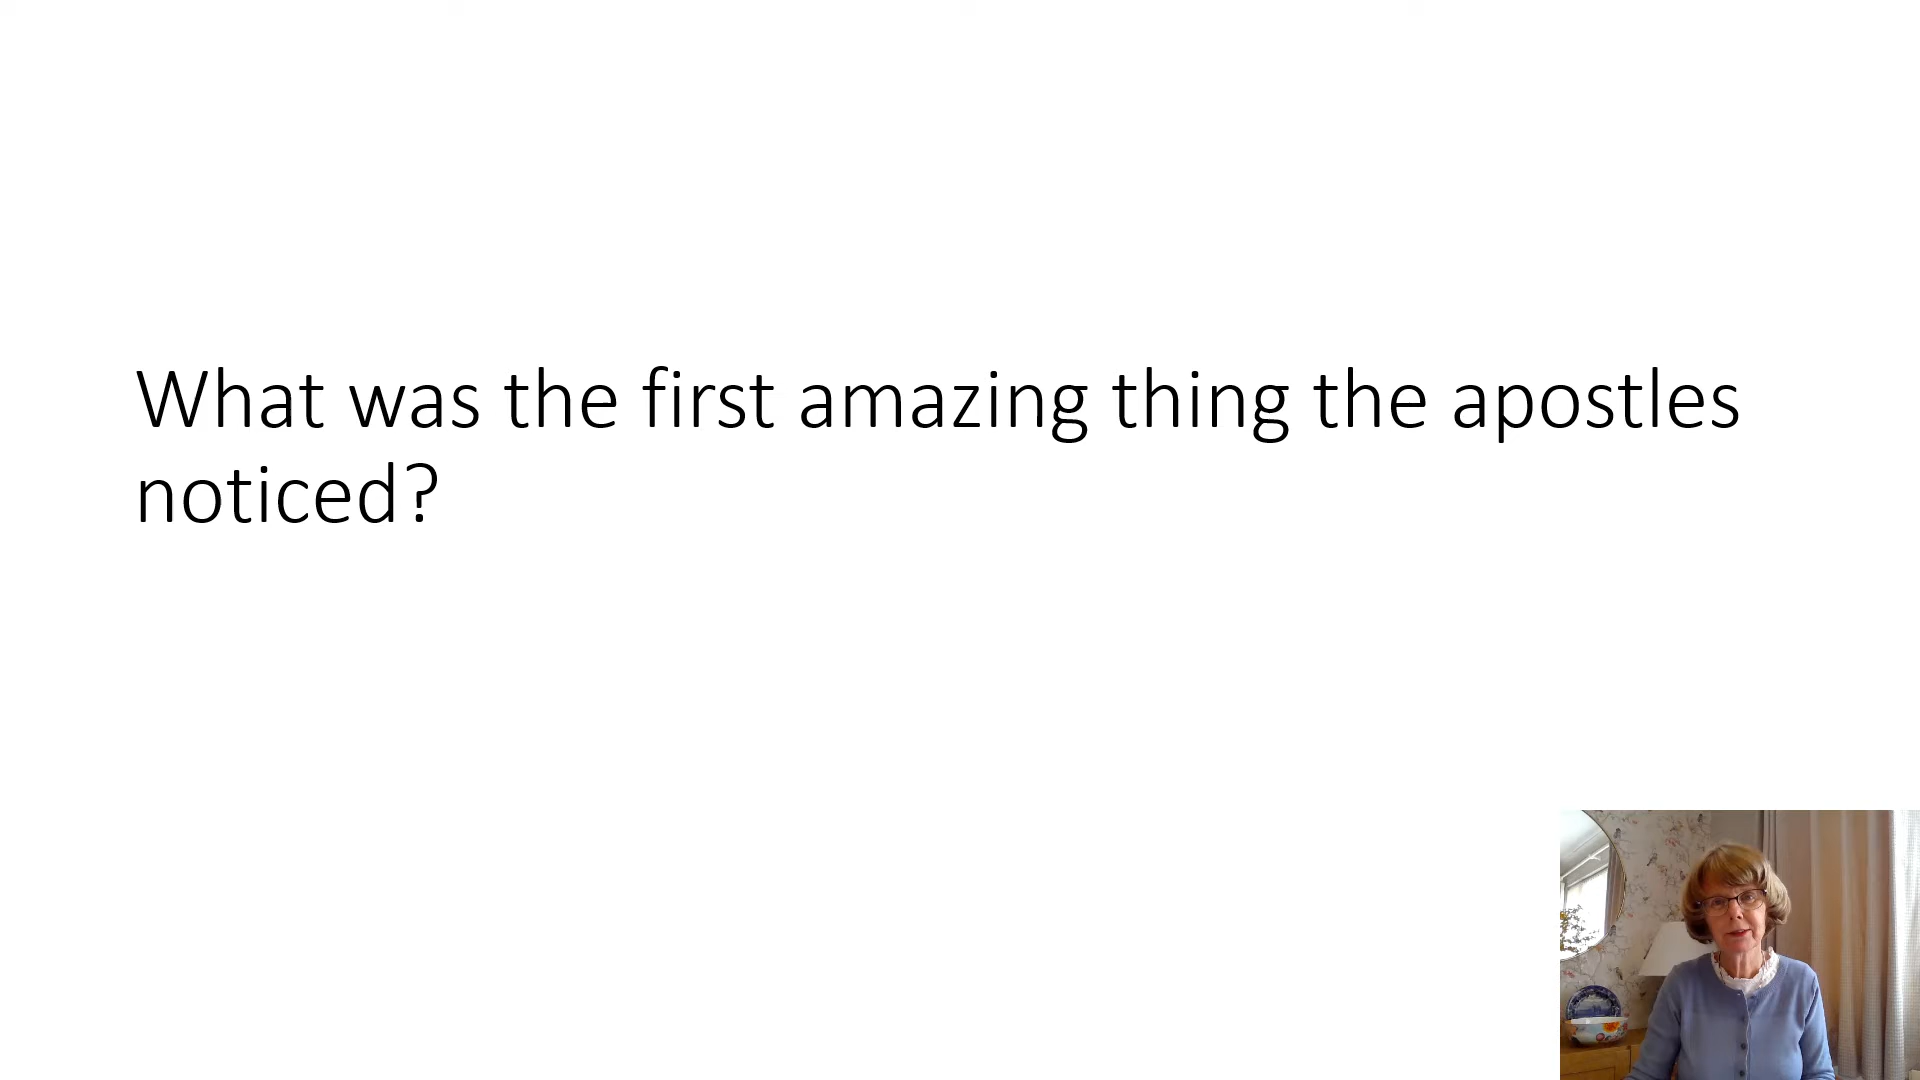 What was the first amazing thing the apostles
noticed?